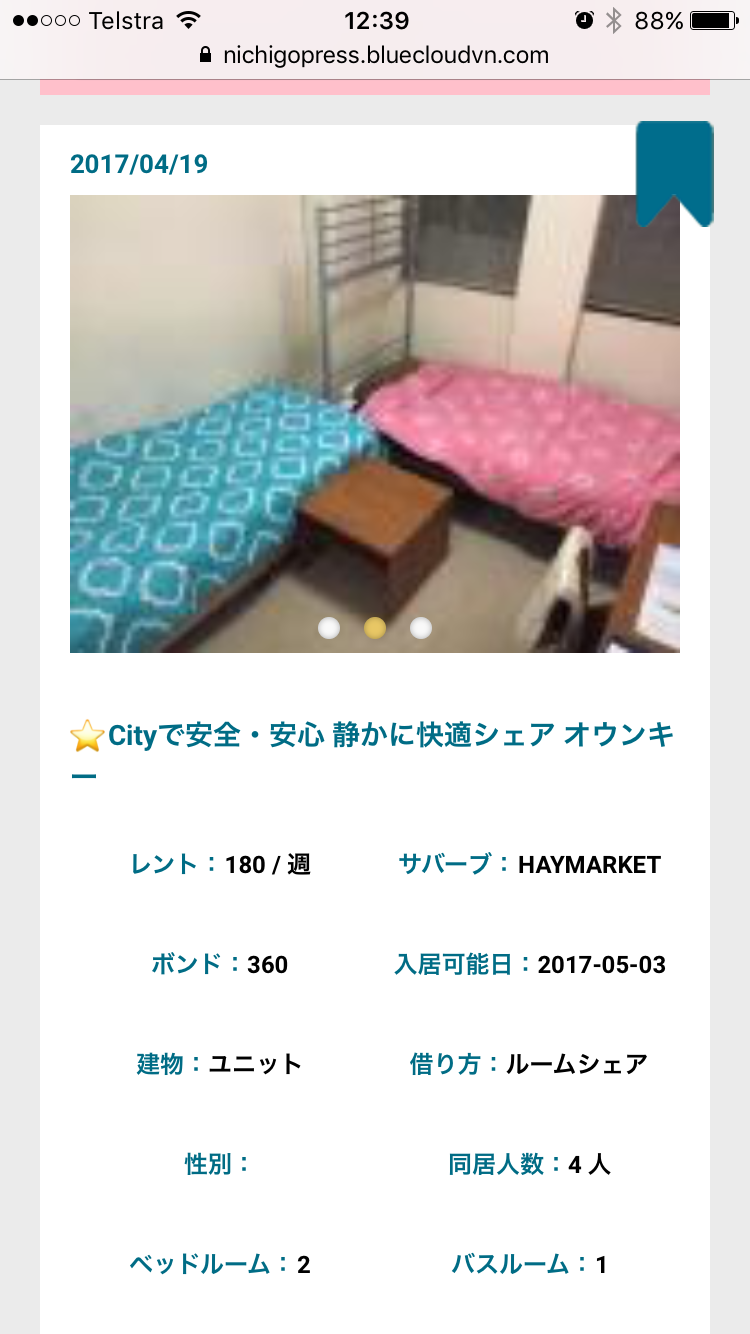 Telstra 12:39 88%
nichigopress.bluecloudvn.com
2017/04/19
⭐Cityで安全・安心 静かに快適シェア オウンキ
ー
レント：180 / 週 サバーブ：HAYMARKET
ボンド：360 入居可能日：2017-05-03
建物：ユニット 借り方：ルームシェア
性別： 同居人数：4 人
ベッドルーム：2 バスルーム：1